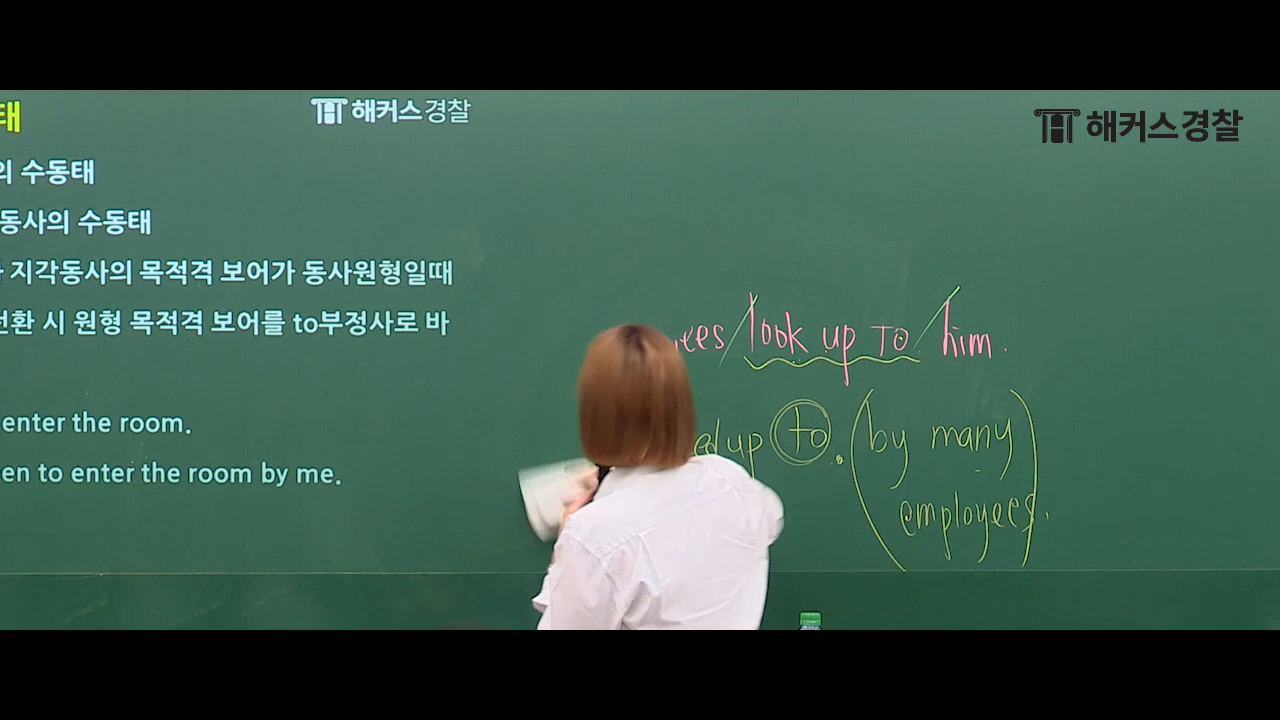 태
해커스경찰
해커스경찰
의 수동태
동사의 수동태
지각동사의 목적격 보어가 동사원형일때
전환 시 원형 목적격 보어를 to부정사로 바
enter the room.
en to enter the room by me.
ees / look up to / him.
ed up to. (by many
employees).